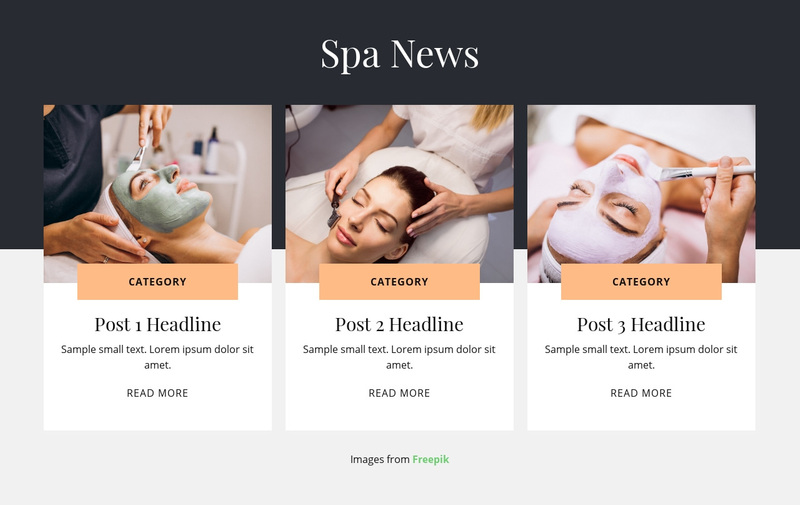 Spa News
CATEGORY
Post 1 Headline
Sample small text. Lorem ipsum dolor sit
amet.
READ MORE
CATEGORY
Post 2 Headline
Sample small text. Lorem ipsum dolor sit
amet.
READ MORE
CATEGORY
Post 3 Headline
Sample small text. Lorem ipsum dolor sit
amet.
READ MORE
Images from Freepik